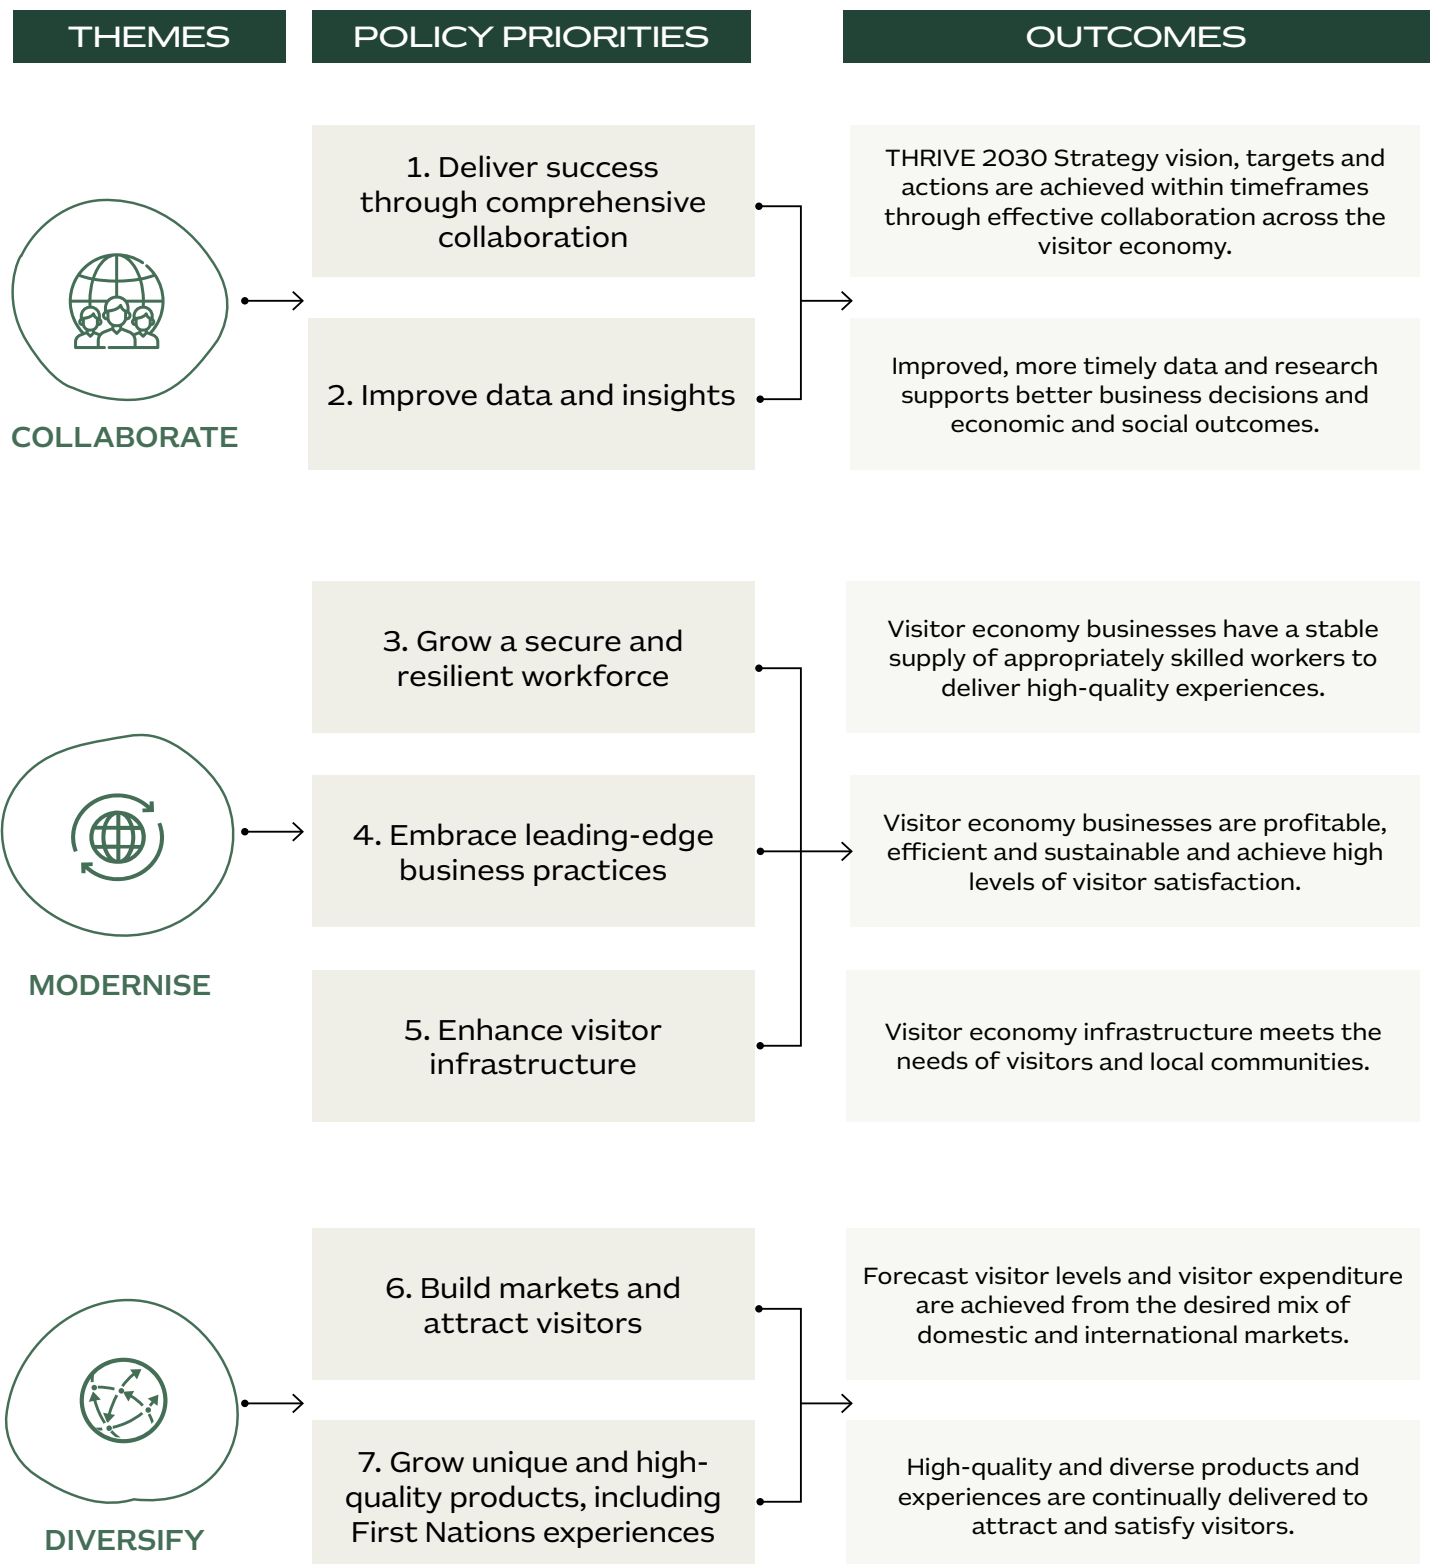 THEMES
POLICY PRIORITIES
OUTCOMES
COLLABORATE
1. Deliver success
through comprehensive
collaboration
2. Improve data and insights
THRIVE 2030 Strategy vision, targets and
actions are achieved within timeframes
through effective collaboration across the
visitor economy.
Improved, more timely data and research
supports better business decisions and
economic and social outcomes.
MODERNISE
3. Grow a secure and
resilient workforce
4. Embrace leading-edge
business practices
5. Enhance visitor
infrastructure
Visitor economy businesses have a stable
supply of appropriately skilled workers to
deliver high-quality experiences.
Visitor economy businesses are profitable,
efficient and sustainable and achieve high
levels of visitor satisfaction.
Visitor economy infrastructure meets the
needs of visitors and local communities.
DIVERSIFY
6. Build markets and
attract visitors
7. Grow unique and high-
quality products, including
First Nations experiences
Forecast visitor levels and visitor expenditure
are achieved from the desired mix of
domestic and international markets.
High-quality and diverse products and
experiences are continually delivered to
attract and satisfy visitors.